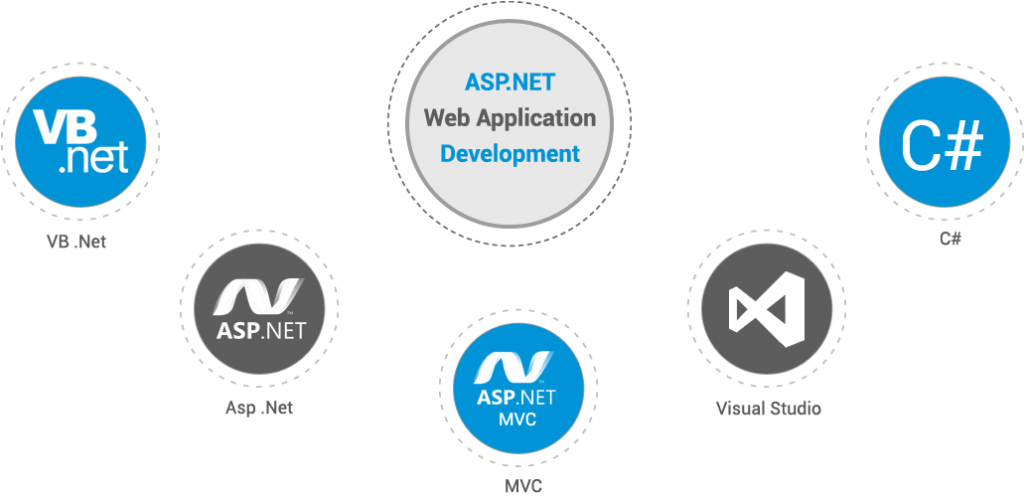 ASP.NET
Web Application
Development
VB
.net
VB .Net
C#
C#
ASP.NET
Asp .Net
Visual Studio
ASP.NET
MVC
MVC